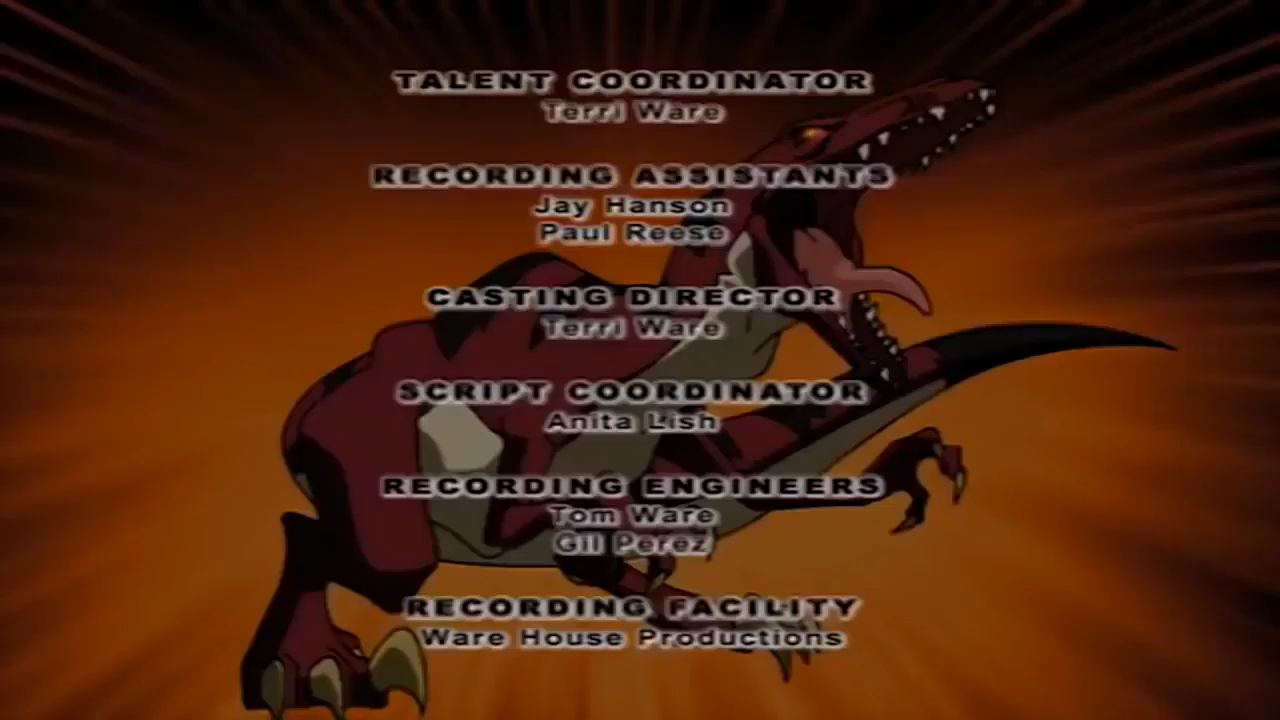 TALENT COORDINATOR
Terri Ware
RECORDING ASSISTANTS
Jay Hanson
Paul Reese
CASTING DIRECTOR
Terri Ware
SCRIPT COORDINATOR
Anita Lish
RECORDING ENGINEERS
Tom Ware
Gil Perez
RECORDING FACILITY
Ware House Productions